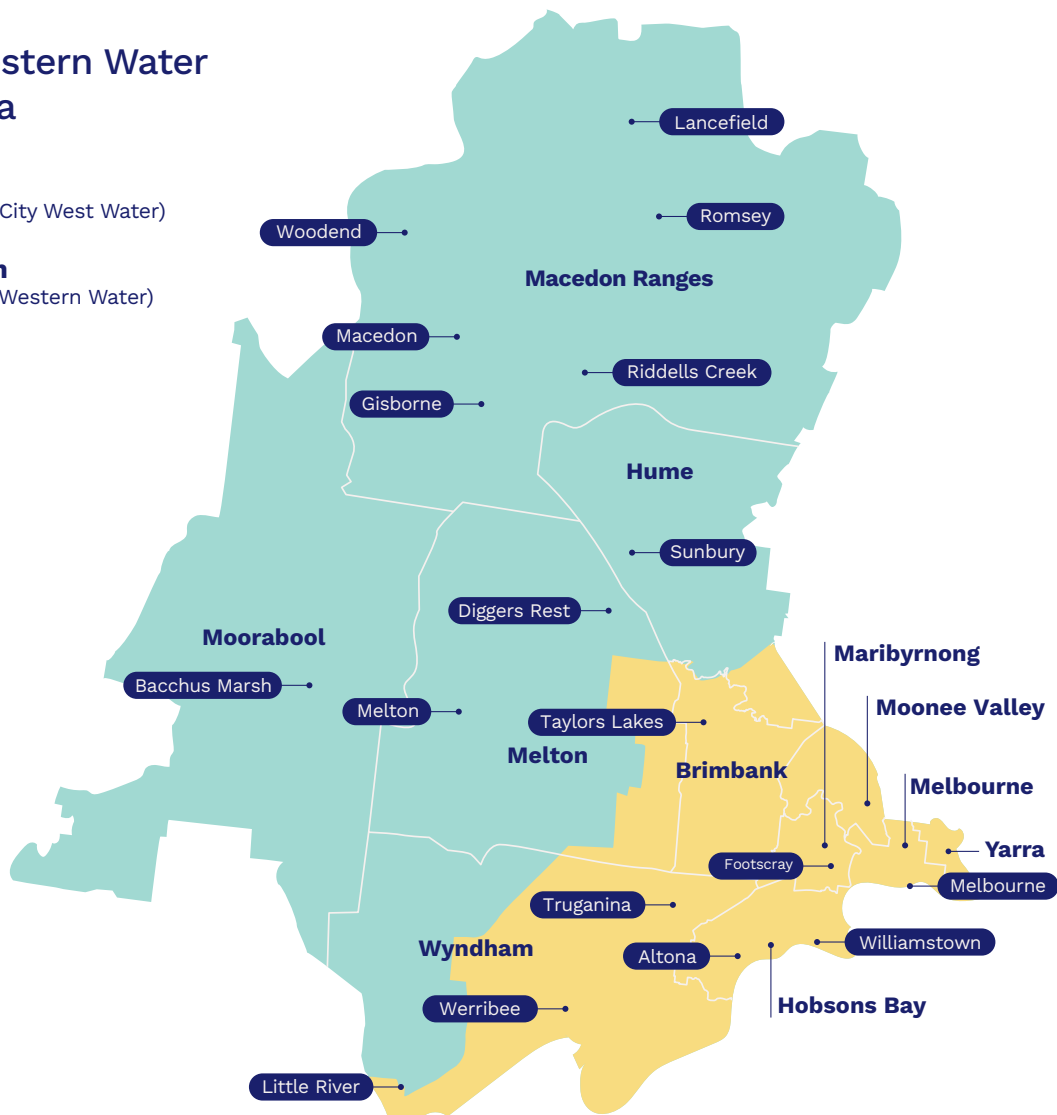 stern Water
a
City West Water)
n
Western Water)
Lancefield
Woodend
Romsey
Macedon Ranges
Macedon
Riddells Creek
Gisborne
Hume
Sunbury
Diggers Rest
Moorabool
Maribyrnong
Bacchus Marsh
Melton
Taylors Lakes
Moonee Valley
Melton
Brimbank
Melbourne
Yarra
Footscray
Melbourne
Truganina
Wyndham
Altona
Williamstown
Werribee
Hobsons Bay
Little River